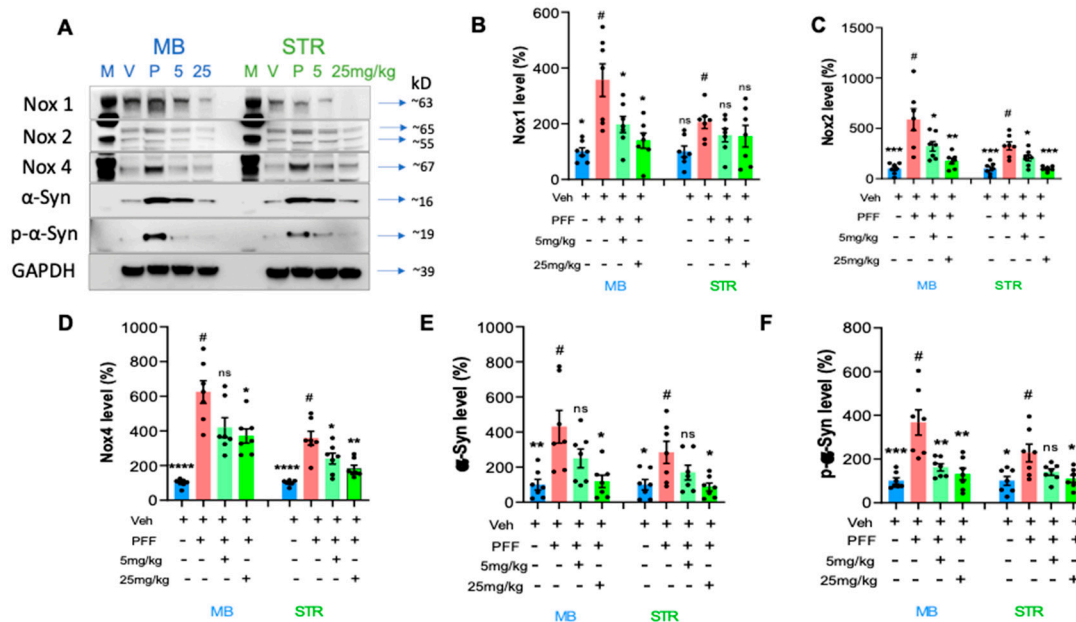 A
MB STR
M V P 5 25 M V P 5 25mg/kg
kD
Nox 1 ~63
Nox 2 ~65
~55
Nox 4 ~67
α-Syn ~16
p-α-Syn ~19
GAPDH ~39
B
Nox1 level (%)
600
400
200
0
* # * * ns # ns ns
Veh + + + + + + + +
PFF - + + + - + + +
5mg/kg - - + - - - + -
25mg/kg - - - + - - - +
MB STR
C
Nox2 level (%)
1500
1000
500
250
0
*** # * ** *** # * ***
Veh + + + + + + + +
PFF - + + + - + + +
5mg/kg - - + - - - + -
25mg/kg - - - + - - - +
MB STR
D
Nox4 level (%)
1000
800
600
400
200
0
**** # ns * **** # * **
Veh + + + + + + + +
PFF - + + + - + + +
5mg/kg - - + - - - + -
25mg/kg - - - + - - - +
MB STR
E
α-Syn level (%)
1000
800
600
400
200
0
** # ns * * # ns *
Veh + + + + + + + +
PFF - + + + - + + +
5mg/kg - - + - - - + -
25mg/kg - - - + - - - +
MB STR
F
p-α-Syn level (%)
800
600
400
200
0
*** # ** ** * # ns *
Veh + + + + + + + +
PFF - + + + - + + +
5mg/kg - - + - - - + -
25mg/kg - - - + - - - +
MB STR